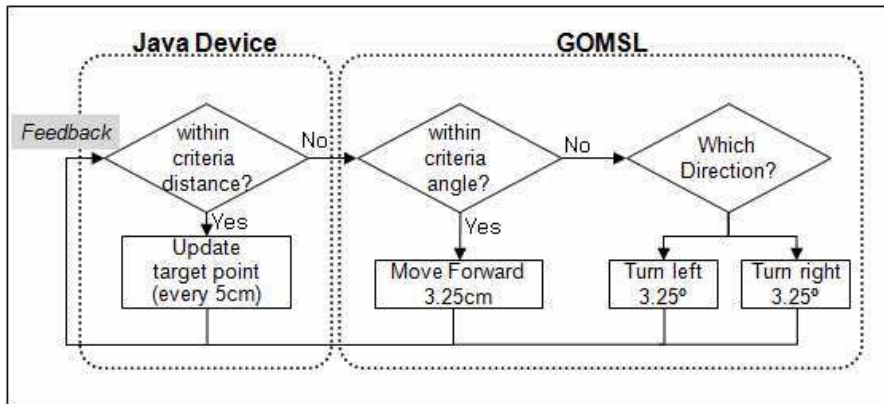 Java Device
GOMSL
Feedback
within
criteria
distance?
No
within
criteria
angle?
No
Which
Direction?
Yes
Yes
Update
target point
(every 5cm)
Move Forward
3.25cm
Turn left
3.25º
Turn right
3.25º